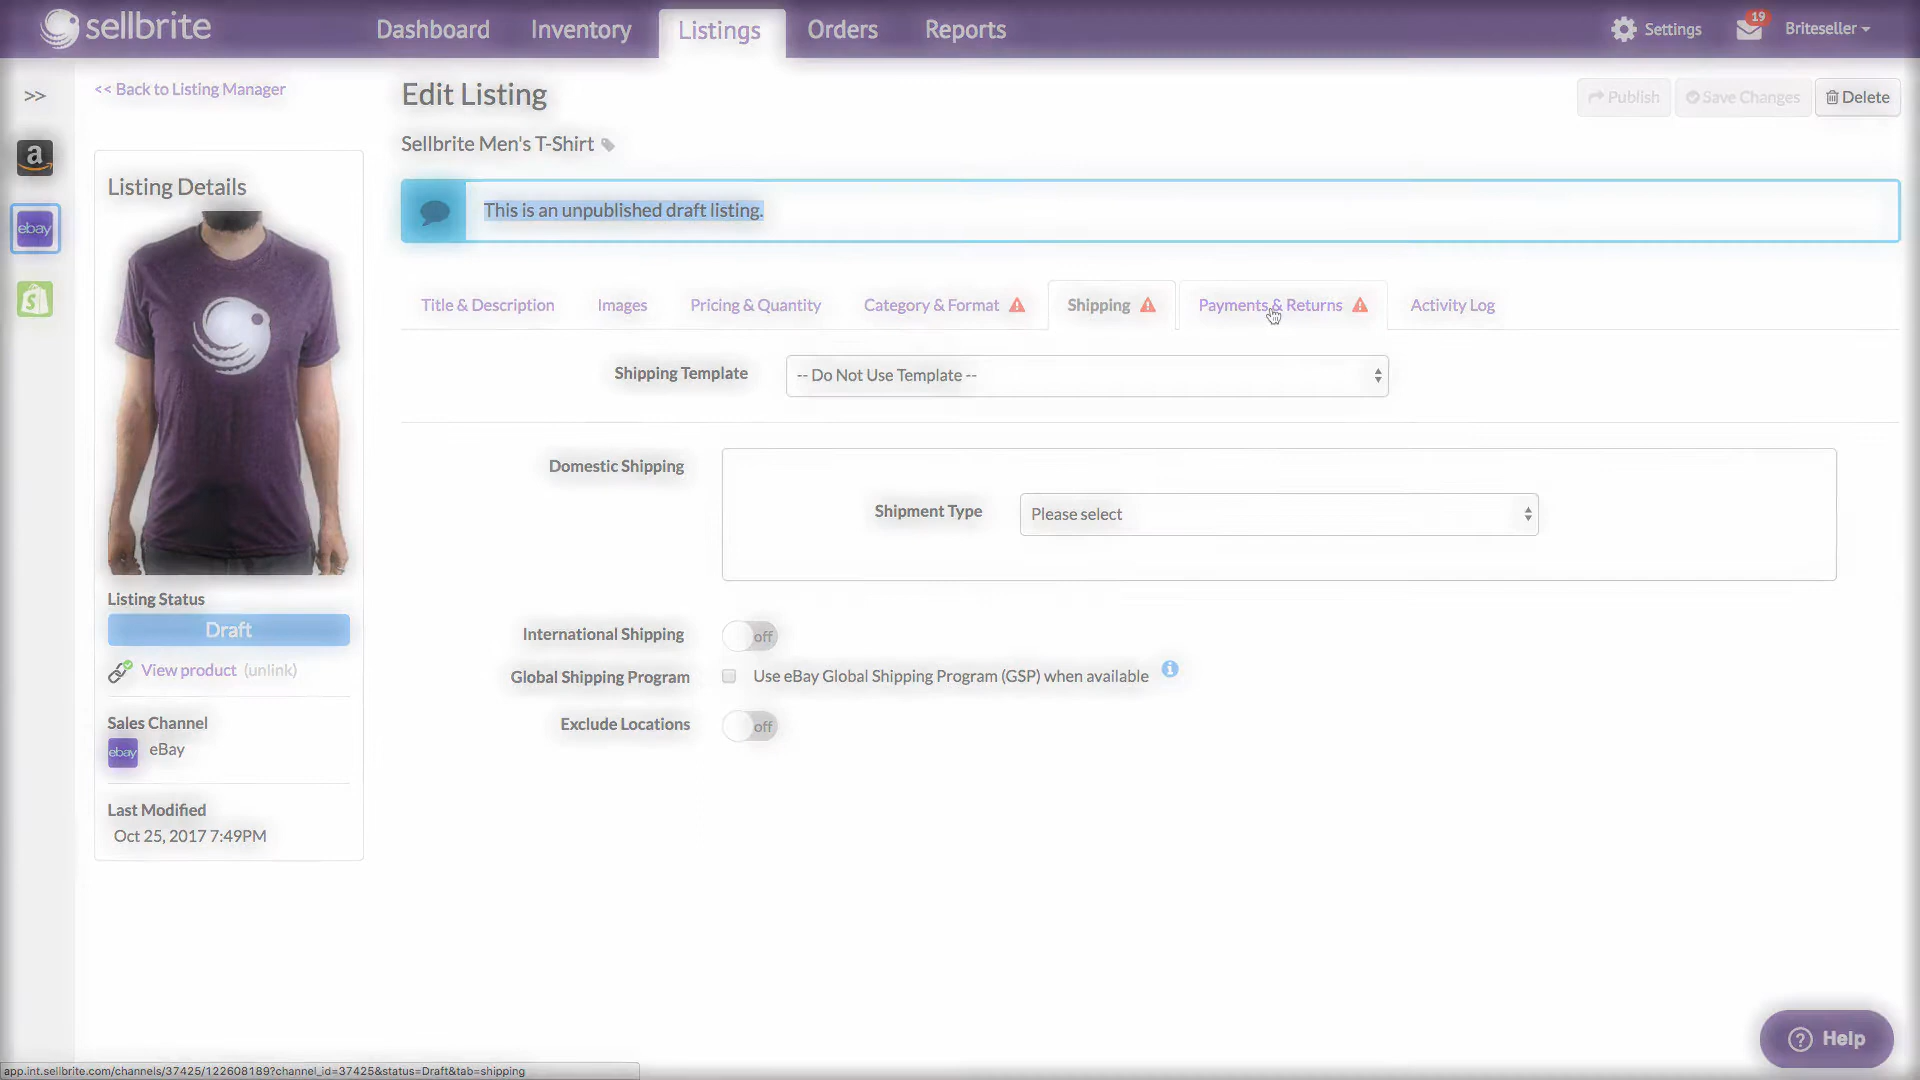 sellbrite
Dashboard
Inventory
Listings
Orders
Reports
Settings
19
Briteseller
>>
<< Back to Listing Manager
Edit Listing
Publish
Save Changes
Delete
Sellbrite Men's T-Shirt
a
ebay
Listing Details
This is an unpublished draft listing.
Title & Description
Images
Pricing & Quantity
Category & Format
Shipping
Payments & Returns
Activity Log
Shipping Template
-- Do Not Use Template --
Domestic Shipping
Shipment Type
Please select
Listing Status
Draft
View product (unlink)
International Shipping
off
Global Shipping Program
Use eBay Global Shipping Program (GSP) when available
Exclude Locations
off
Sales Channel
ebay
eBay
Last Modified
Oct 25, 2017 7:49PM
Help
app.int.sellbrite.com/channels/37425/122608189?channel_id=37425&status=Draft&tab=shipping